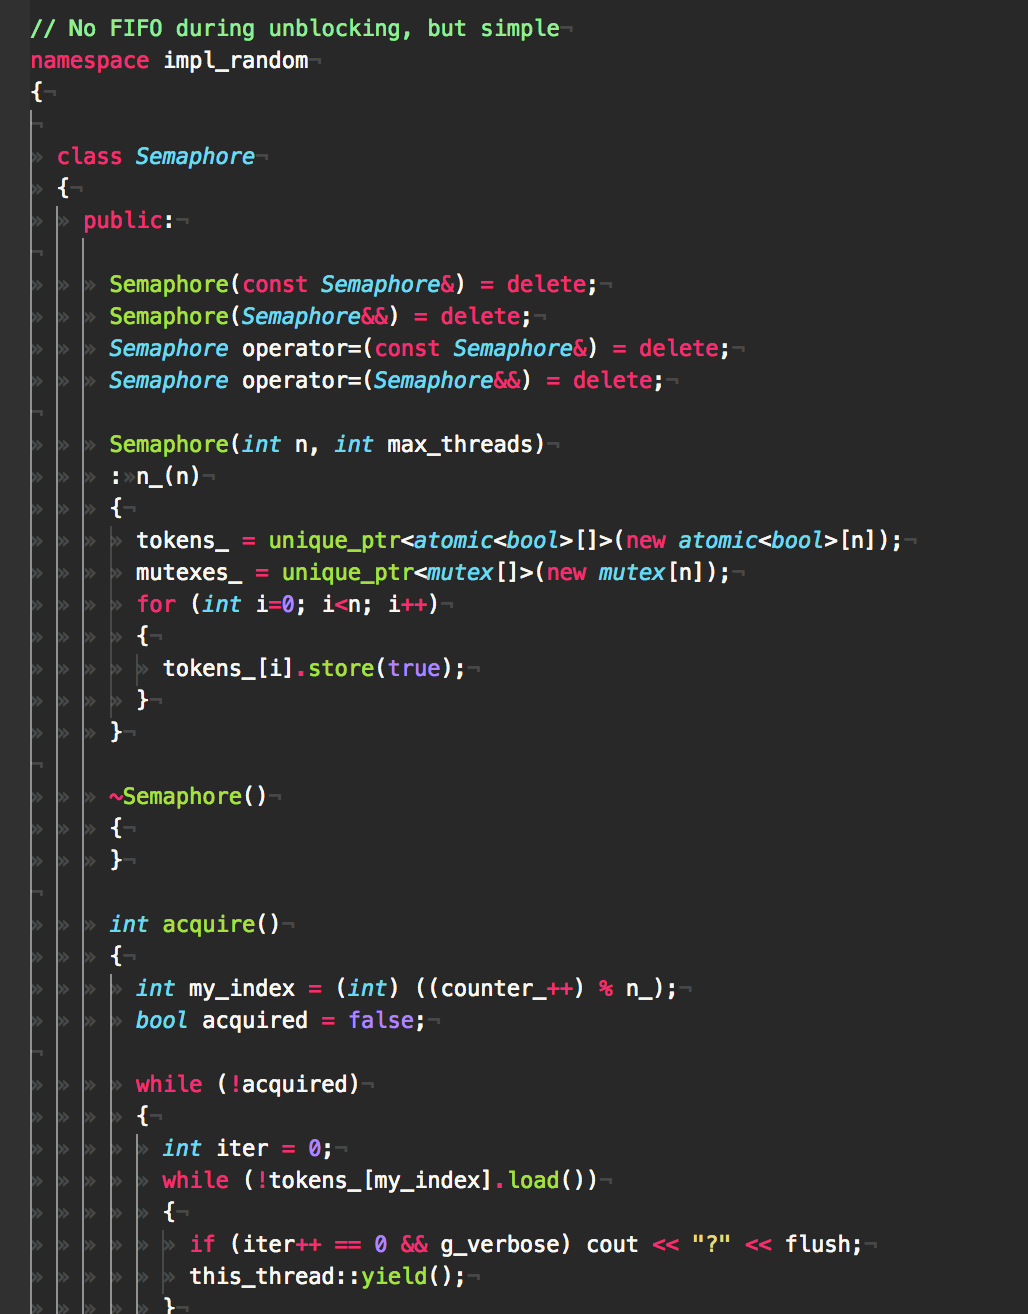 // No FIFO during unblocking, but simple
namespace impl_random
{
class Semaphore
{
public:
Semaphore(const Semaphore&) = delete;
Semaphore(Semaphore&&) = delete;
Semaphore operator=(const Semaphore&) = delete;
Semaphore operator=(Semaphore&&) = delete;
Semaphore(int n, int max_threads)
: n_(n)
{
tokens_ = unique_ptr<atomic<bool>[]>(new atomic<bool>[n]);
mutexes_ = unique_ptr<mutex[]>(new mutex[n]);
for (int i=0; i<n; i++)
{
tokens_[i].store(true);
}
}
~Semaphore()
{
}
int acquire()
{
int my_index = (int) ((counter_++) % n_);
bool acquired = false;
while (!acquired)
{
int iter = 0;
while (!tokens_[my_index].load())
{
if (iter++ == 0 && g_verbose) cout << "?" << flush;
this_thread::yield();
}